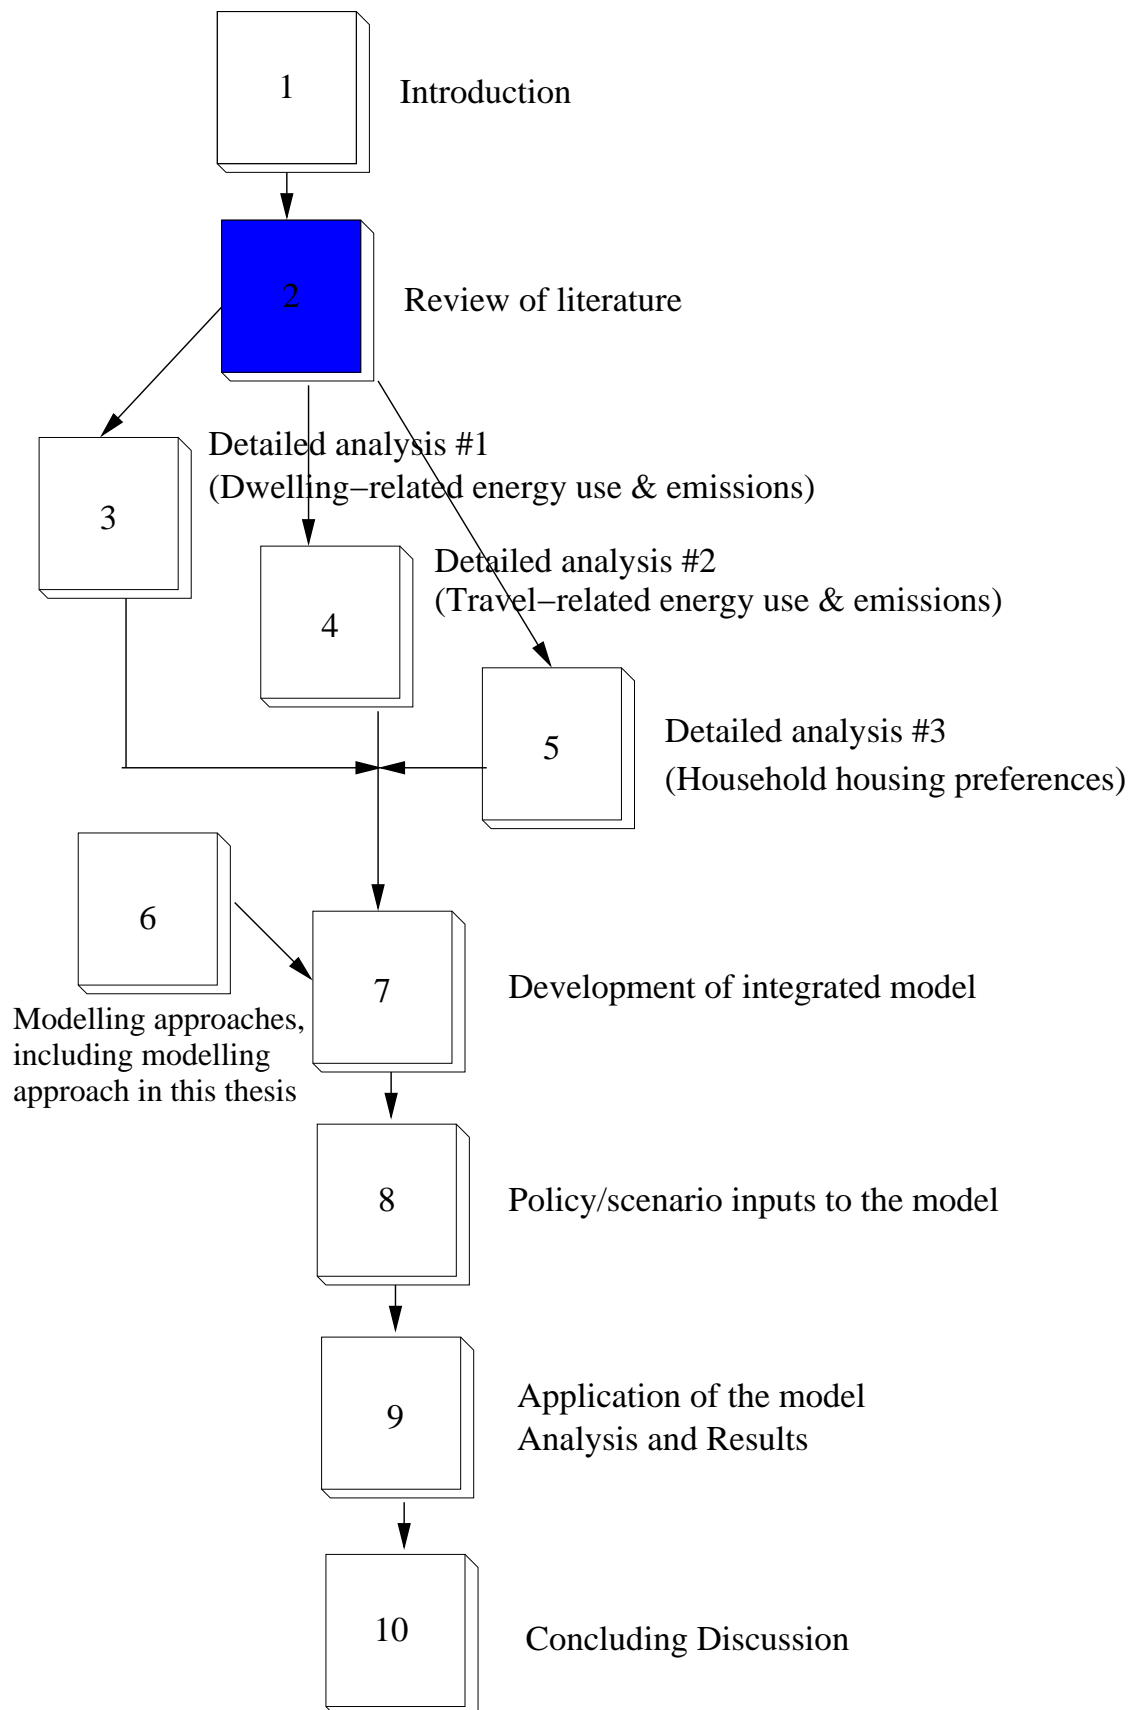 1
Introduction
2
Review of literature
Detailed analysis #1
(Dwelling−related energy use & emissions)
3
Detailed analysis #2
(Travel−related energy use & emissions)
4
Detailed analysis #3
(Household housing preferences)
5
6
Modelling approaches,
including modelling
approach in this thesis
7
Development of integrated model
8
Policy/scenario inputs to the model
9
Application of the model
Analysis and Results
10
Concluding Discussion